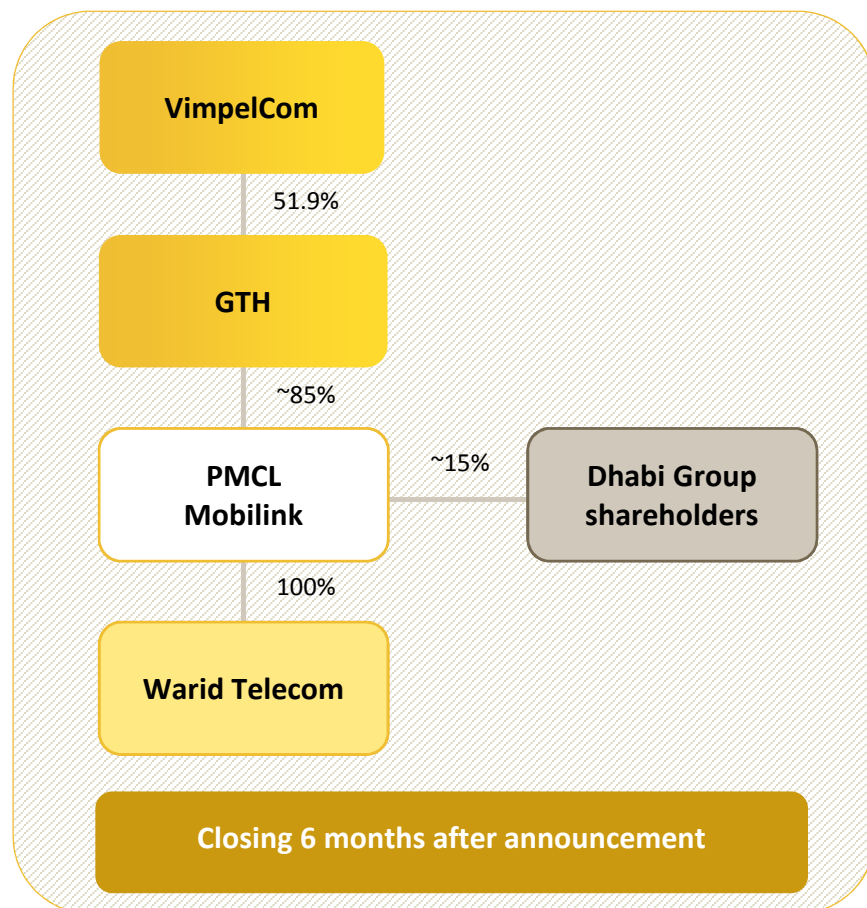 VimpelCom
51.9%
GTH
~85%
PMCL
Mobilink
~15%
Dhabi Group
shareholders
100%
Warid Telecom
Closing 6 months after announcement